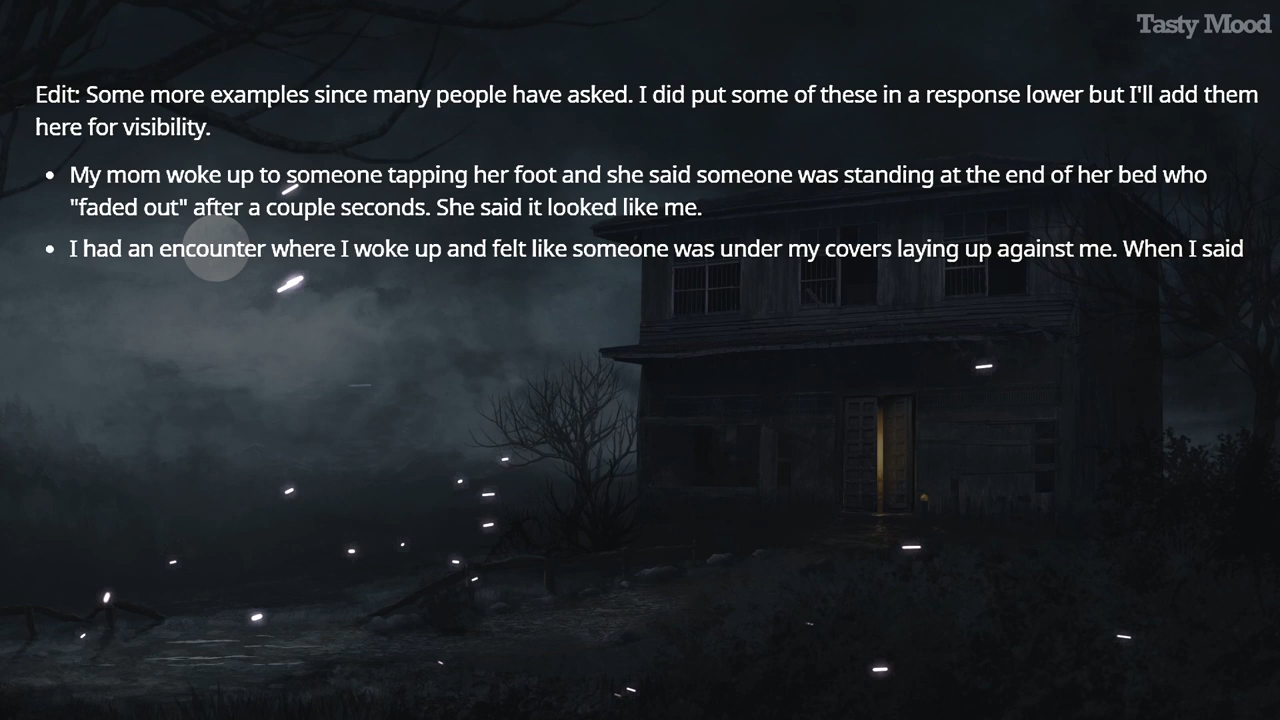 Tasty Mood
Edit: Some more examples since many people have asked. I did put some of these in a response lower but I'll add them
here for visibility.
• My mom woke up to someone tapping her foot and she said someone was standing at the end of her bed who
"faded out" after a couple seconds. She said it looked like me.
• I had an encounter where I woke up and felt like someone was under my covers laying up against me. When I said